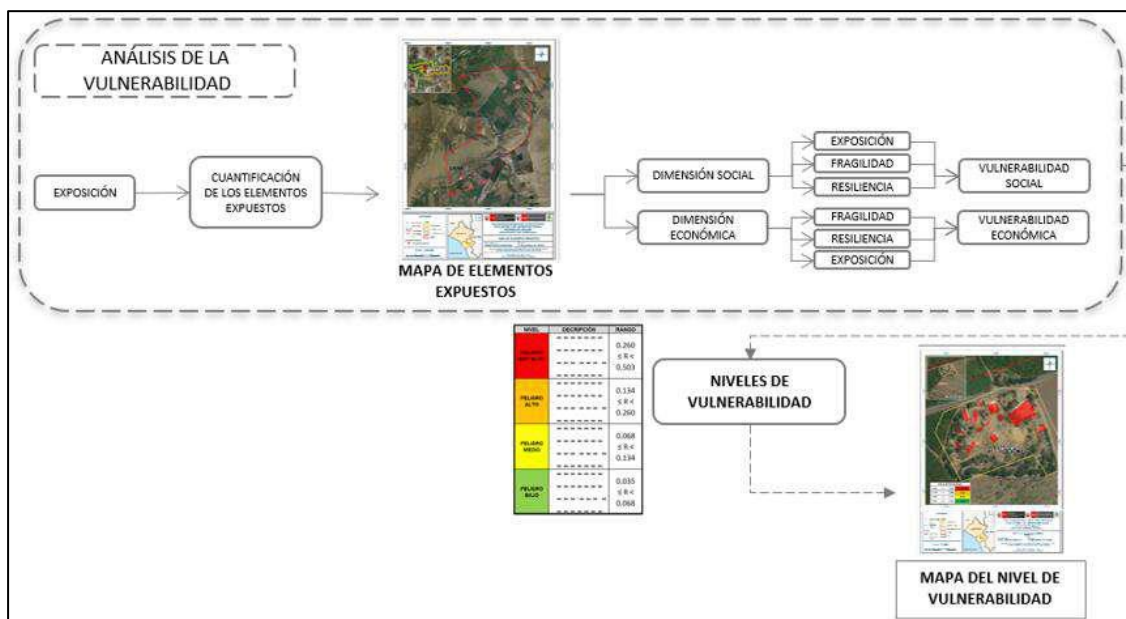 ANÁLISIS DE LA
VULNERABILIDAD
EXPOSICIÓN
CUANTIFICACIÓN
DE LOS ELEMENTOS
EXPUESTOS
MAPA DE ELEMENTOS
EXPUESTOS
DIMENSIÓN SOCIAL
EXPOSICIÓN
FRAGILIDAD
RESILIENCIA
VULNERABILIDAD
SOCIAL
DIMENSIÓN
ECONÓMICA
FRAGILIDAD
RESILIENCIA
EXPOSICIÓN
VULNERABILIDAD
ECONÓMICA
NIVEL DECRIPCIÓN RANGO
0.260
≤ R <
0.503
PELIGRO
ALTO
0.134
≤ R <
0.260
PELIGRO
MEDIO
0.068
≤ R <
0.134
PELIGRO
BAJO
0.035
≤ R <
0.068
NIVELES DE
VULNERABILIDAD
MAPA DEL NIVEL DE
VULNERABILIDAD